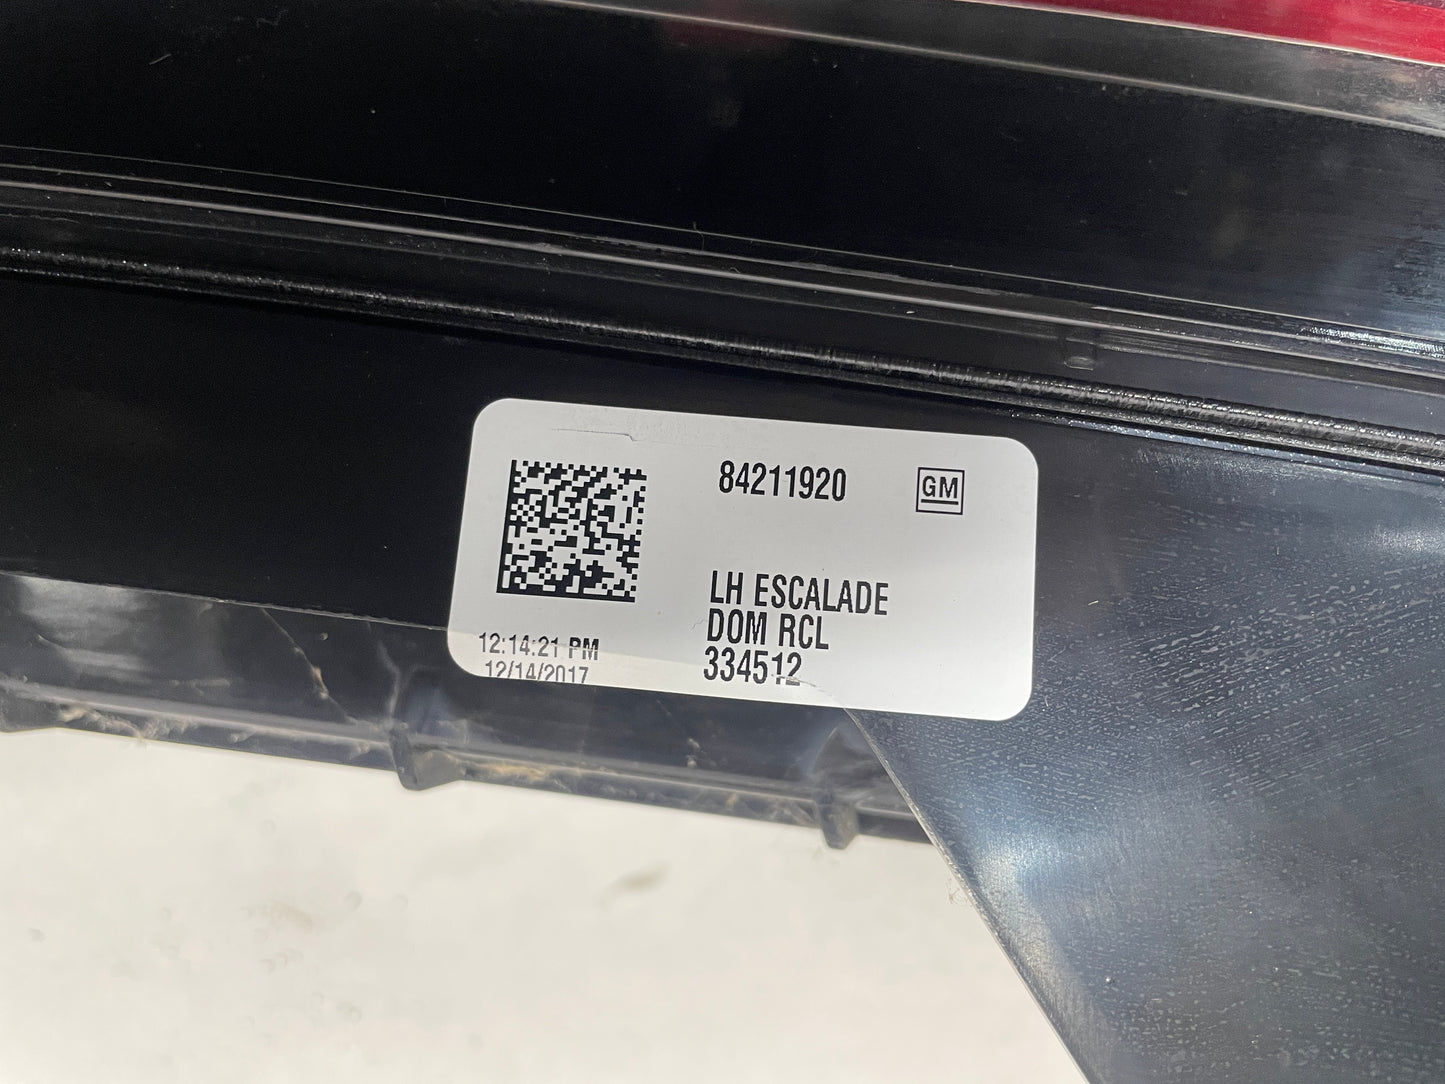 84211920
GM
LH ESCALADE
DOM RCL
334512
12:14:21 PM
12/14/2017